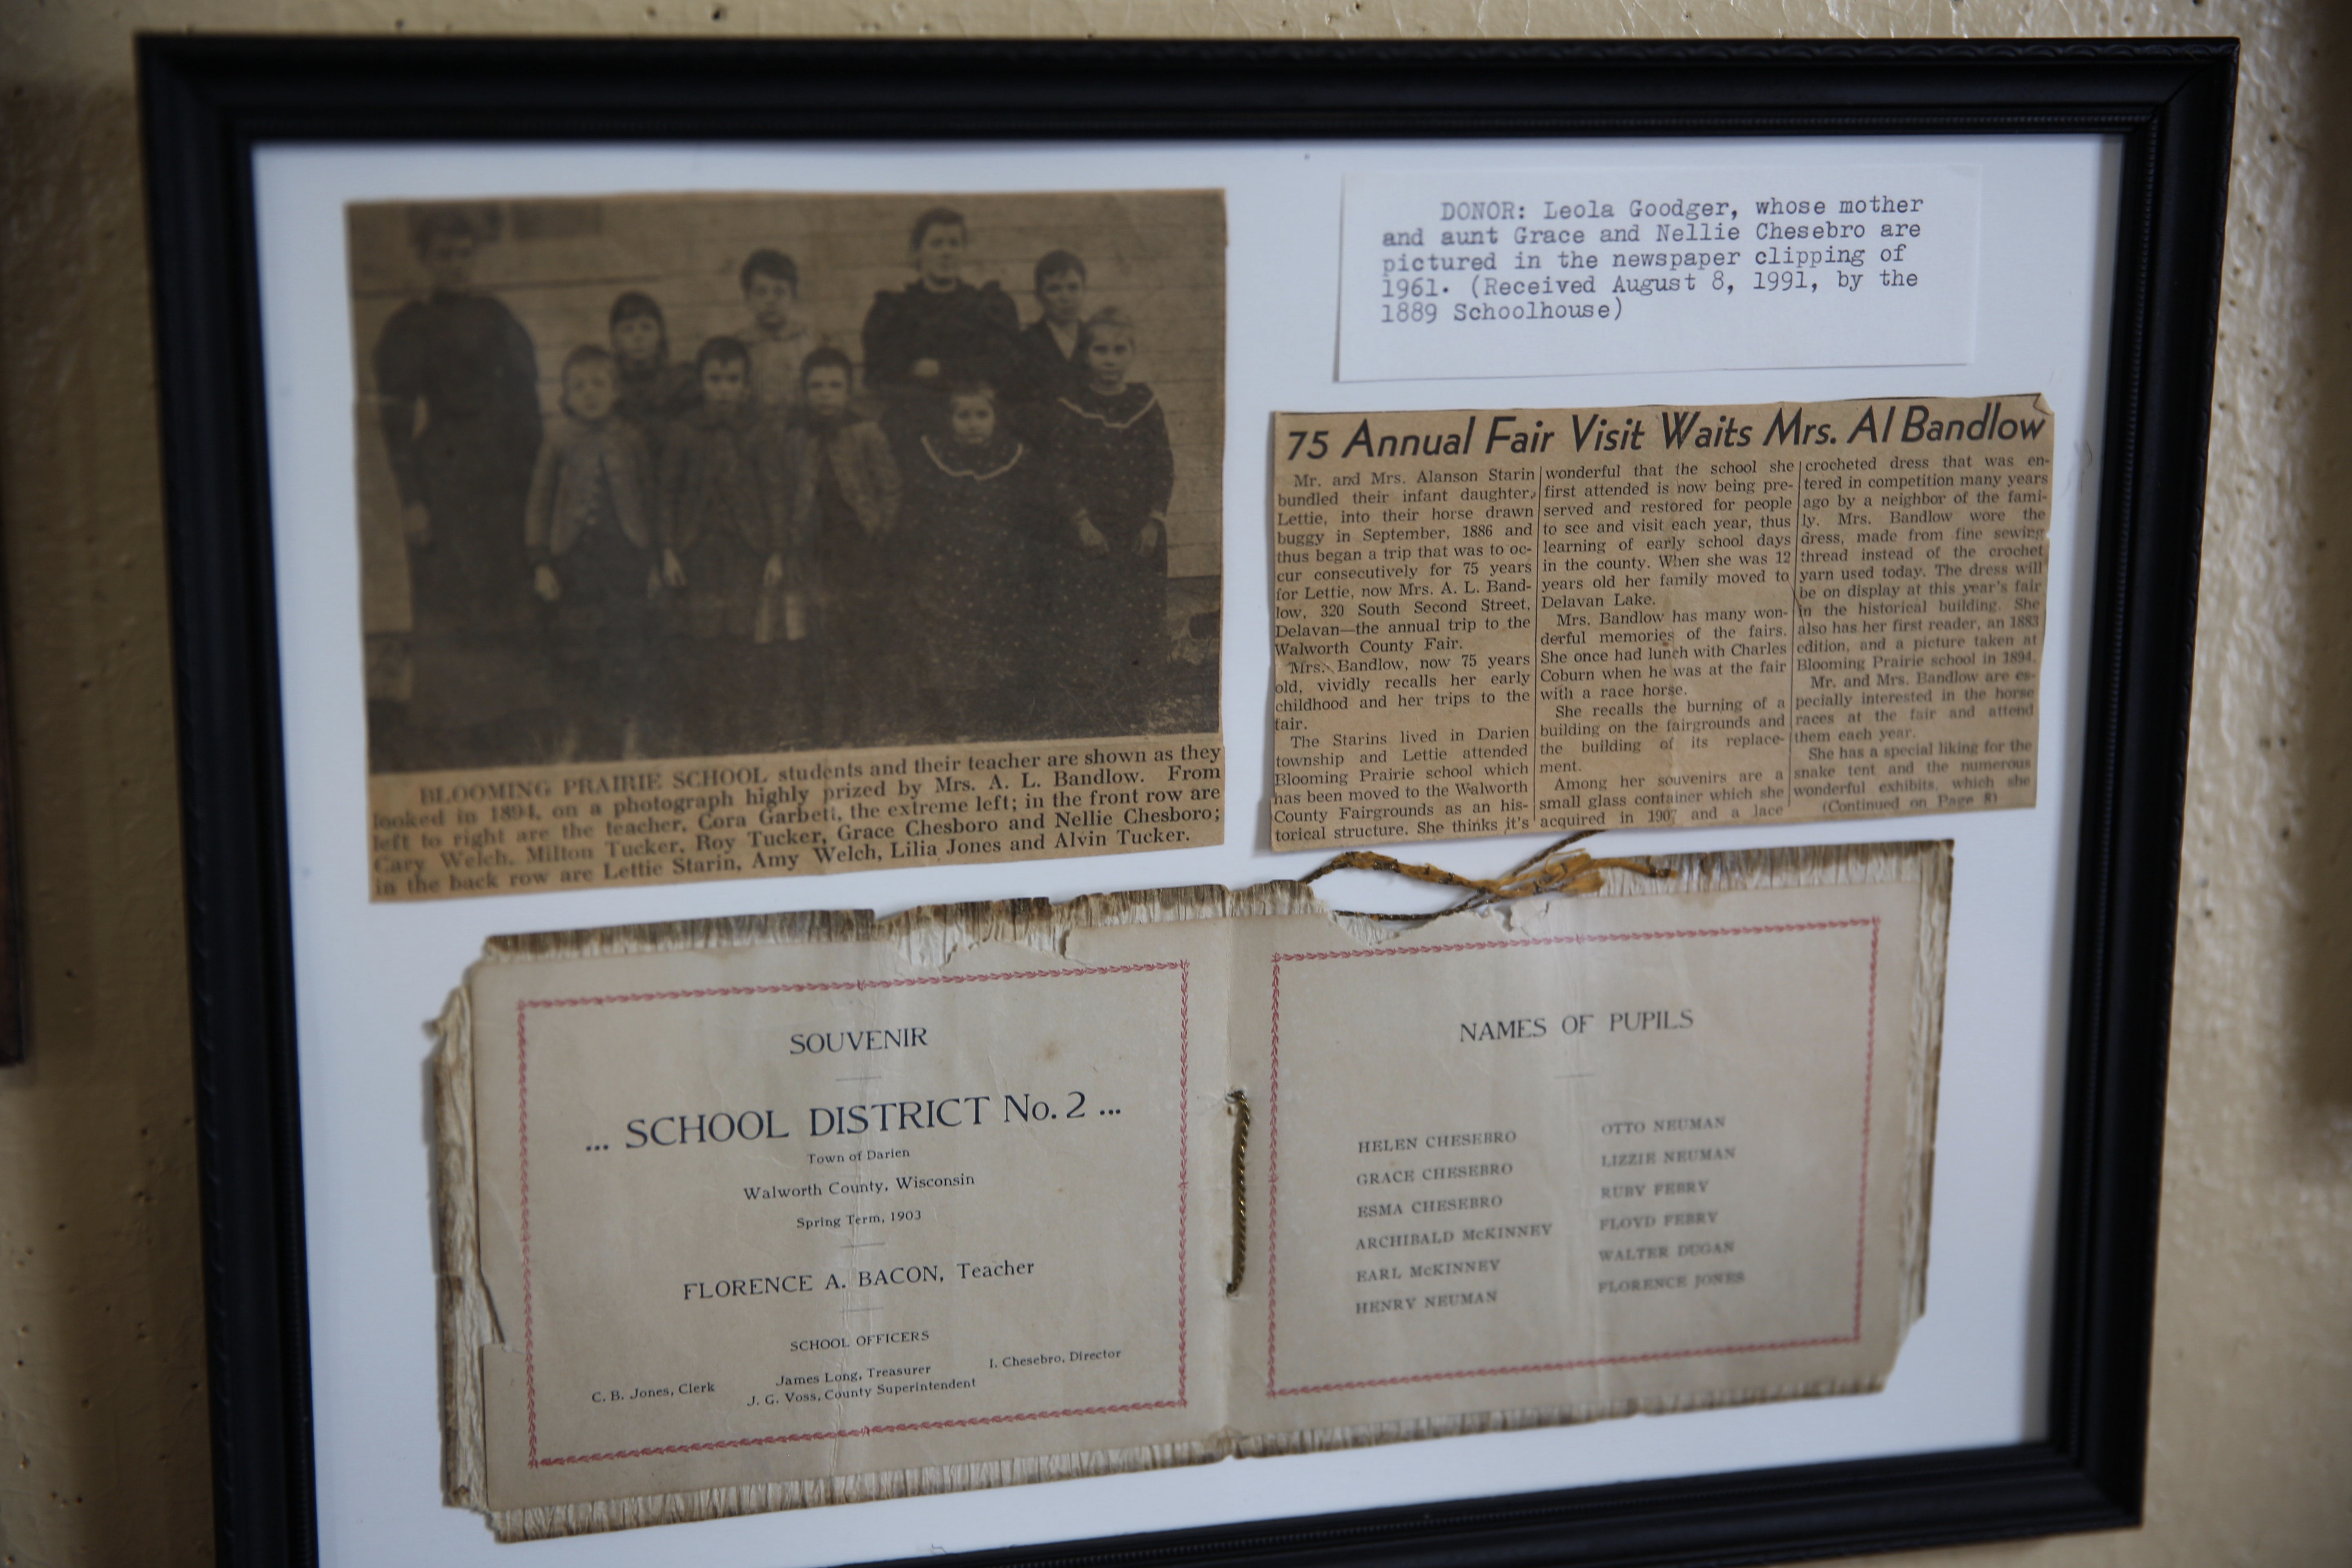 DONOR: Leola Goodger, whose mother
and aunt Grace and Nellie Chesebro are
pictured in the newspaper clipping of
1961. (Received August 8, 1991, by the
1889 Schoolhouse)
BLOOMING PRAIRIE SCHOOL students and their teacher are shown as they
looked in 1894, on a photograph highly prized by Mrs. A. L. Bandlow. From
left to right are the teacher, Cora Garbett, the extreme left; in the front row are
Cary Welch, Milton Tucker, Roy Tucker, Grace Chesboro and Nellie Chesboro;
in the back row are Lettie Starin, Amy Welch, Lilia Jones and Alvin Tucker.
75 Annual Fair Visit Waits Mrs. Al Bandlow
Mr. and Mrs. Alanson Starin
bundled their infant daughter,
Lettie, into their horse drawn
buggy in September, 1886 and
thus began a trip that was to oc-
cur consecutively for 75 years
for Lettie, now Mrs. A. L. Band-
low, 320 South Second Street,
Delavan—the annual trip to the
Walworth County Fair.
Mrs. Bandlow, now 75 years
old, vividly recalls her early
childhood and her trips to the
fair.
The Starins lived in Darien
township and Lettie attended
Blooming Prairie school which
has been moved to the Walworth
County Fairgrounds as an his-
torical structure. She thinks it's
wonderful that the school she
first attended is now being pre-
served and restored for people
to see and visit each year, thus
learning of early school days
in the county. When she was 12
years old her family moved to
Delavan Lake.
Mrs. Bandlow has many won-
derful memories of the fairs.
She once had lunch with Charles
Coburn when he was at the fair
with a race horse.
She recalls the burning of a
building on the fairgrounds and
the building of its replace-
ment.
Among her souvenirs are a
small glass container which she
acquired in 1907 and a lace
crocheted dress that was en-
tered in competition many years
ago by a neighbor of the fami-
ly. Mrs. Bandlow wore the
dress, made from fine sewing
thread instead of the crochet
yarn used today. The dress will
be on display at this year's fair
in the historical building. She
also has her first reader, an 1883
edition, and a picture taken at
Blooming Prairie school in 1894.
Mr. and Mrs. Bandlow are es-
pecially interested in the horse
races at the fair and attend
them each year.
She has a special liking for the
snake tent and the numerous
wonderful exhibits, which she
(Continued on Page 8)
SOUVENIR
... SCHOOL DISTRICT No. 2 ...
Town of Darien
Walworth County, Wisconsin
Spring Term, 1903
FLORENCE A. BACON, Teacher
SCHOOL OFFICERS
C. B. Jones, Clerk James Long, Treasurer I. Chesebro, Director
J. G. Voss, County Superintendent
NAMES OF PUPILS
HELEN CHESEBRO
GRACE CHESEBRO
ESMA CHESEBRO
ARCHIBALD McKINNEY
EARL McKINNEY
HENRY NEUMAN
OTTO NEUMAN
LIZZIE NEUMAN
RUBY FEBRY
FLOYD FEBRY
WALTER DUGAN
FLORENCE JONES